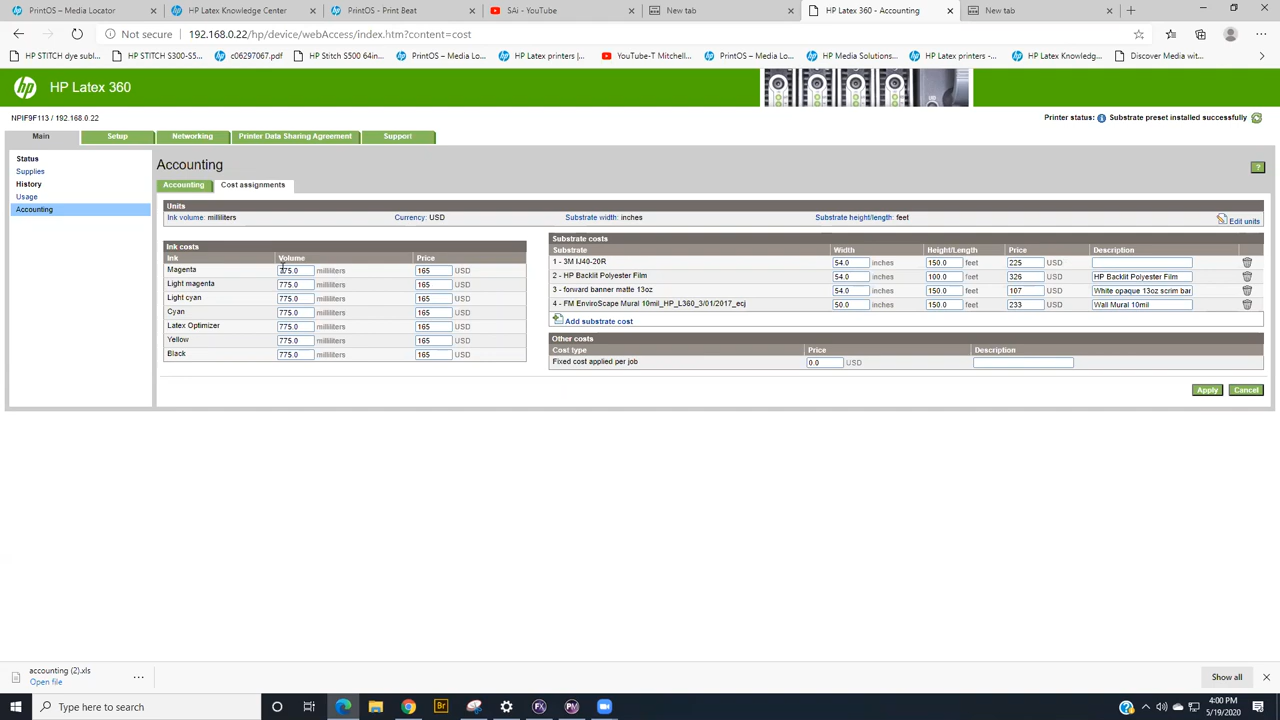 PrintOS - Media Locator
HP Latex Knowledge Center
PrintOS - Print Beat
SAi - YouTube
New tab
HP Latex 360 - Accounting
New tab
Not secure 192.168.0.22/hp/device/webAccess/index.htm?content=cost
HP STITCH dye subl...
HP STITCH S300-S5...
c06297067.pdf
HP Stitch S500 64in...
PrintOS – Media Lo...
HP Latex printers |...
YouTube-T Mitchell...
HP Media Solutions...
HP Latex printers -...
HP Latex Knowledg...
Discover Media wit...
hp HP Latex 360
NPIF9F113 / 192.168.0.22
Printer status: Substrate preset installed successfully
Main Setup Networking Printer Data Sharing Agreement Support
Status
Supplies
History
Usage
Accounting
Accounting
Accounting Cost assignments
Units
Ink volume: milliliters Currency: USD Substrate width: inches Substrate height/length: feet
Edit units
Ink costs
Ink Volume Price
Magenta 775.0 milliliters 165 USD
Light magenta 775.0 milliliters 165 USD
Light cyan 775.0 milliliters 165 USD
Cyan 775.0 milliliters 165 USD
Latex Optimizer 775.0 milliliters 165 USD
Yellow 775.0 milliliters 165 USD
Black 775.0 milliliters 165 USD
Substrate costs
Substrate Width Height/Length Price Description
1 - 3M IJ40-20R 54.0 inches 150.0 feet 225 USD
2 - HP Backlit Polyester Film 54.0 inches 100.0 feet 326 USD HP Backlit Polyester Film
3 - forward banner matte 13oz 54.0 inches 150.0 feet 107 USD White opaque 13oz scrim bar
4 - FM EnviroScape Mural 10mil_HP_L360_3/01/2017_ecj 50.0 inches 150.0 feet 233 USD Wall Mural 10mil
Add substrate cost
Other costs
Cost type Price Description
Fixed cost applied per job 0.0 USD
Apply Cancel
accounting (2).xls
Open file
Show all
Type here to search
Br
FX
PM
4:00 PM
5/19/2020